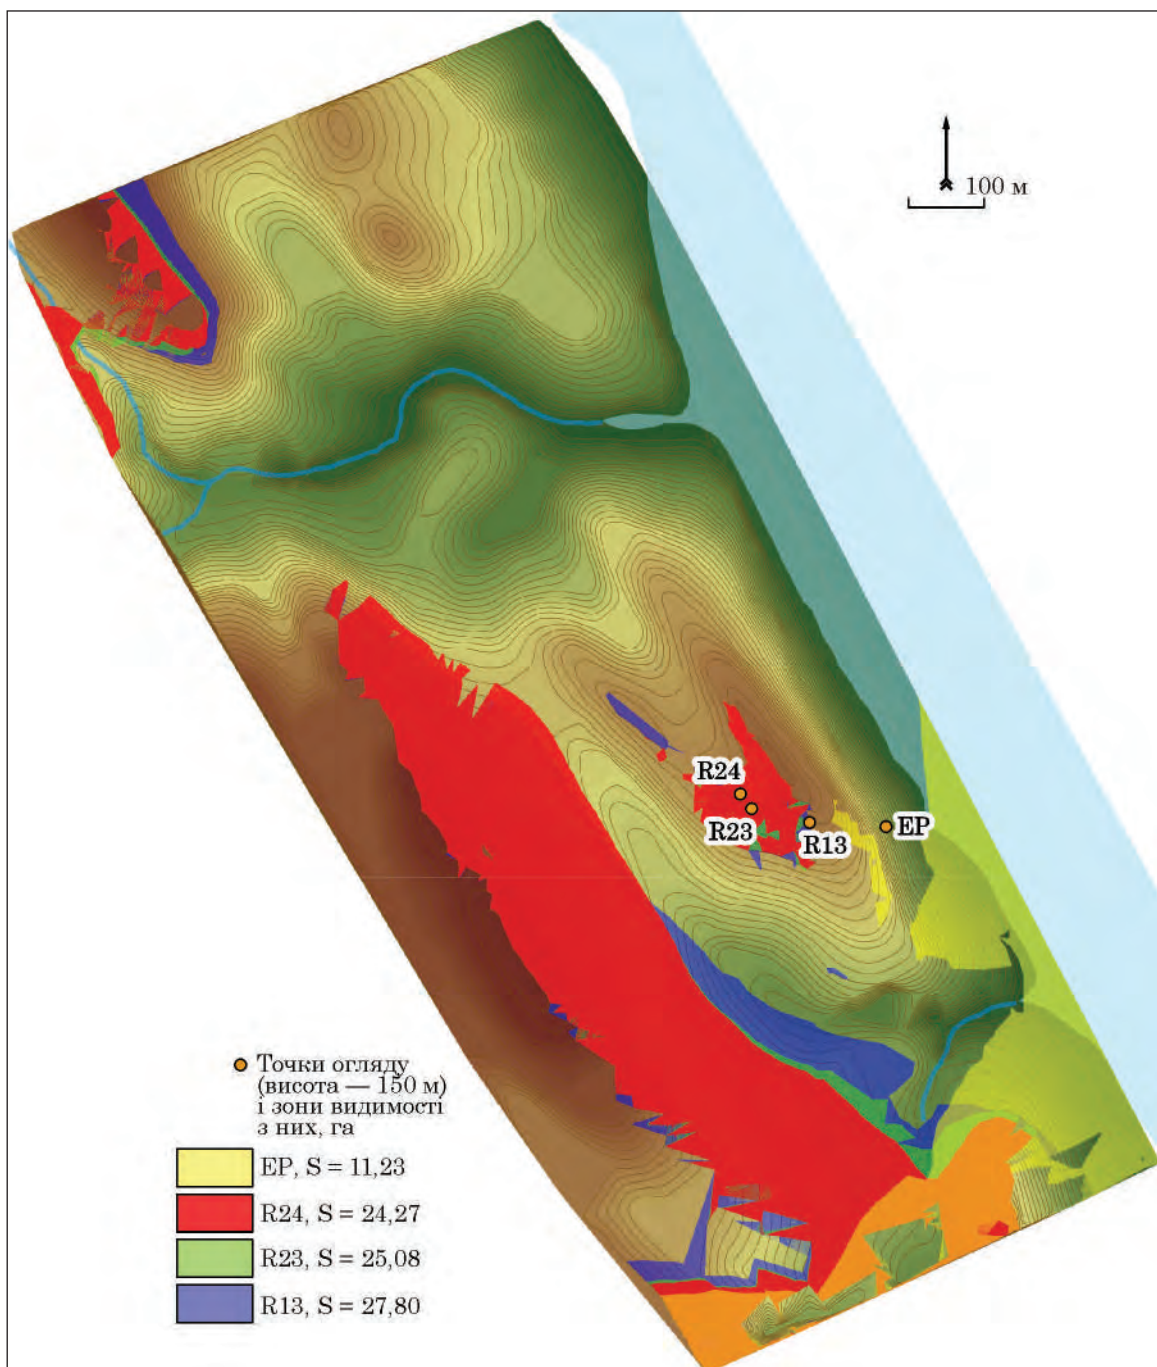 100 м
R24
R23
R13
EP
Точки огляду
(висота — 150 м)
і зони видимості
з них, га
EP, S = 11,23
R24, S = 24,27
R23, S = 25,08
R13, S = 27,80